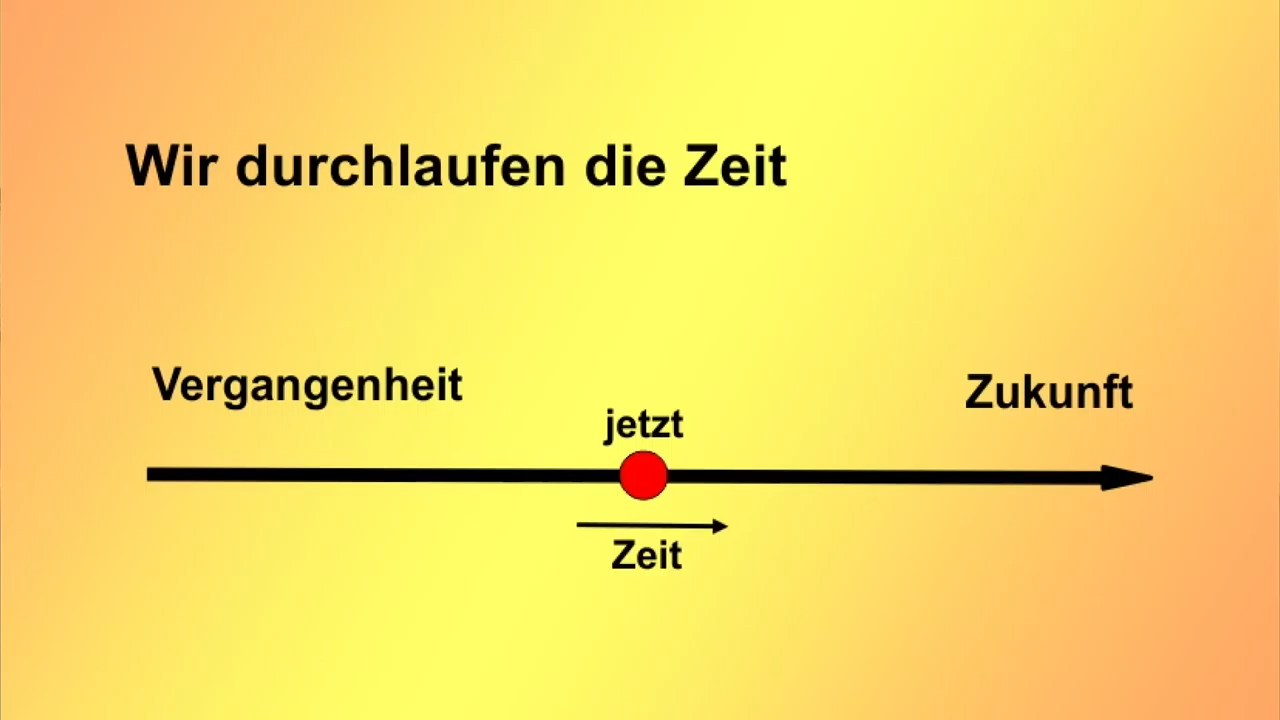 Wir durchlaufen die Zeit
Vergangenheit
jetzt
Zukunft
Zeit